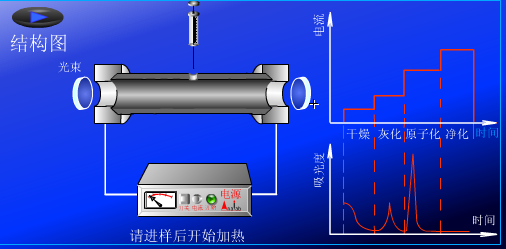 结构图
光束
电源
请进样后开始加热
电流
干燥 灰化 原子化 净化 时间
吸光度
时间